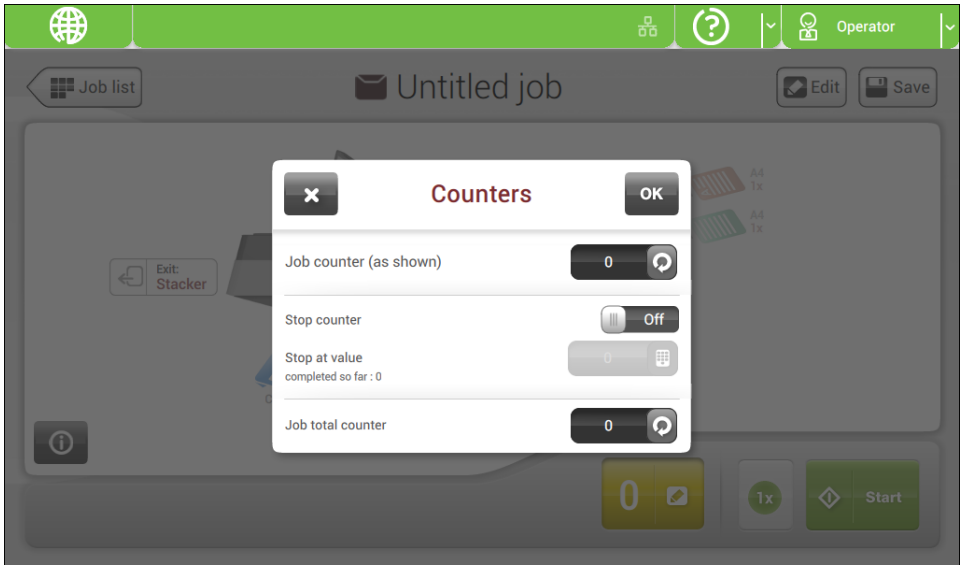 ?
Operator
Job list
Untitled job
Edit
Save
Counters
OK
A4
1x
A4
1x
Job counter (as shown)
0
Exit:
Stacker
Stop counter
Off
Stop at value
0
completed so far : 0
C
Job total counter
0
0
1x
Start